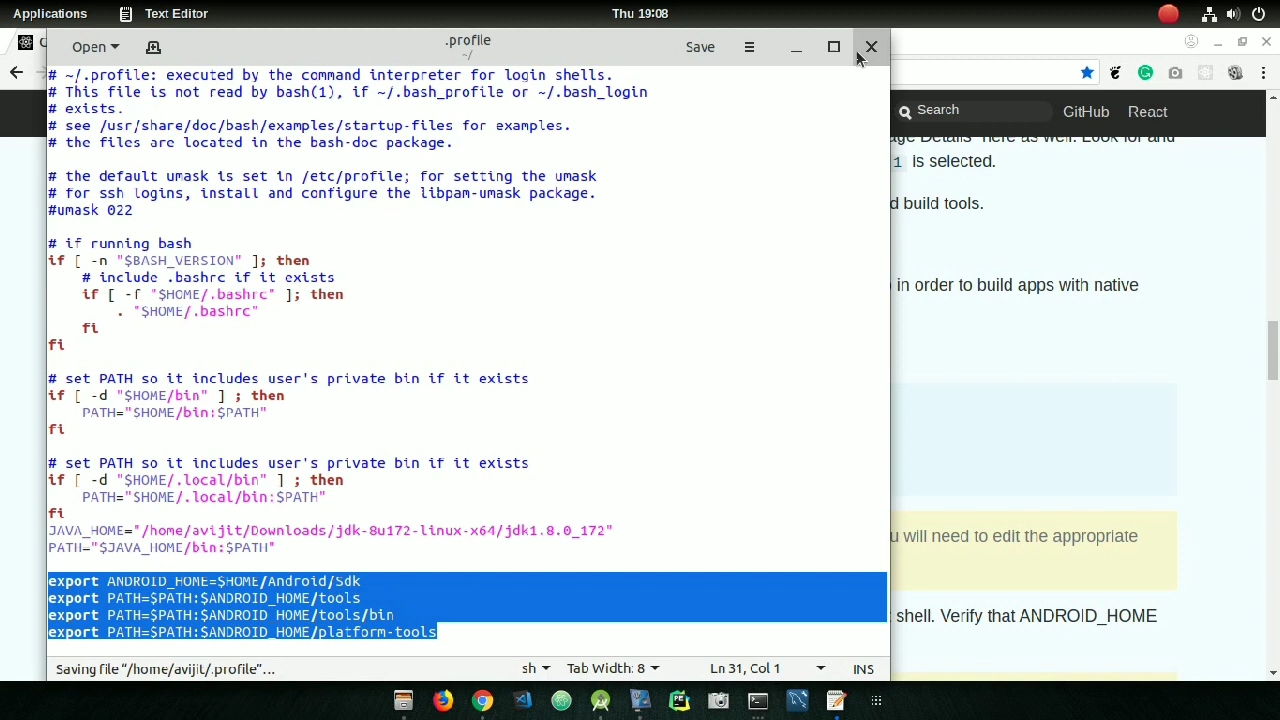 Applications
Text Editor
Thu 19:08
Open
.profile
~/
Save
# ~/.profile: executed by the command interpreter for login shells.
# This file is not read by bash(1), if ~/.bash_profile or ~/.bash_login
# exists.
# see /usr/share/doc/bash/examples/startup-files for examples.
# the files are located in the bash-doc package.
# the default umask is set in /etc/profile; for setting the umask
# for ssh logins, install and configure the libpam-umask package.
#umask 022
# if running bash
if [ -n "$BASH_VERSION" ]; then
# include .bashrc if it exists
if [ -f "$HOME/.bashrc" ]; then
. "$HOME/.bashrc"
fi
fi
# set PATH so it includes user's private bin if it exists
if [ -d "$HOME/bin" ] ; then
PATH="$HOME/bin:$PATH"
fi
# set PATH so it includes user's private bin if it exists
if [ -d "$HOME/.local/bin" ] ; then
PATH="$HOME/.local/bin:$PATH"
fi
JAVA_HOME="/home/avijit/Downloads/jdk-8u172-linux-x64/jdk1.8.0_172"
PATH="$JAVA_HOME/bin:$PATH"
export ANDROID_HOME=$HOME/Android/Sdk
export PATH=$PATH:$ANDROID_HOME/tools
export PATH=$PATH:$ANDROID_HOME/tools/bin
export PATH=$PATH:$ANDROID_HOME/platform-tools
Saving file "/home/avijit/.profile"...
sh
Tab Width: 8
Ln 31, Col 1
INS
Search
GitHub
React
Details" here as well. Look for and
1 is selected.
d build tools.
in order to build apps with native
u will need to edit the appropriate
shell. Verify that ANDROID_HOME